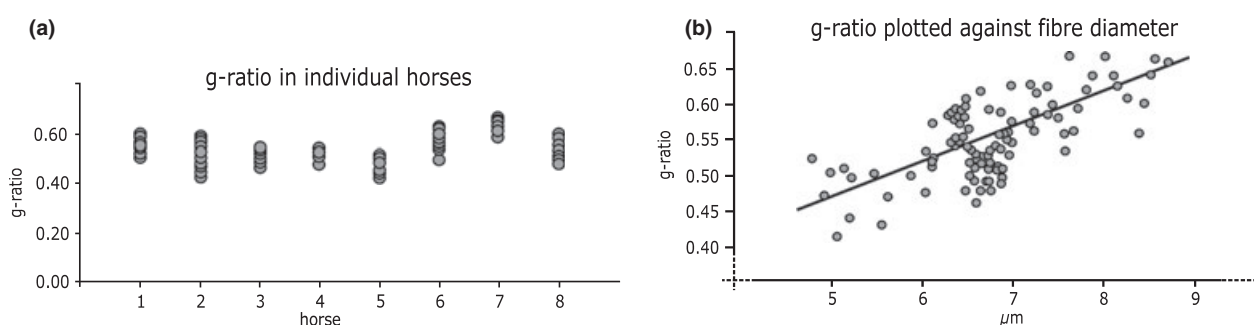 (a)
g-ratio in individual horses
g-ratio
0.60
0.40
0.20
0.00
1 2 3 4 5 6 7 8
horse
(b)
g-ratio plotted against fibre diameter
g-ratio
0.65
0.60
0.55
0.50
0.45
0.40
5 6 7 8 9
µm